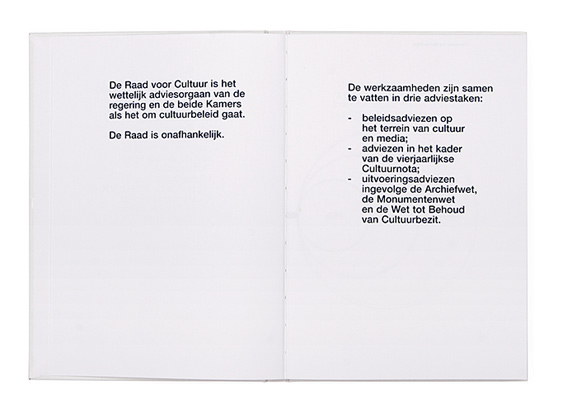 De Raad voor Cultuur is het
wettelijk adviesorgaan van de
regering en de beide Kamers
als het om cultuurbeleid gaat.
De Raad is onafhankelijk.
De werkzaamheden zijn samen
te vatten in drie adviestaken:
- beleidsadviezen op
het terrein van cultuur
en media;
- adviezen in het kader
van de vierjaarlijkse
Cultuurnota;
- uitvoeringsadviezen
ingevolge de Archiefwet,
de Monumentenwet
en de Wet tot Behoud
van Cultuurbezit.